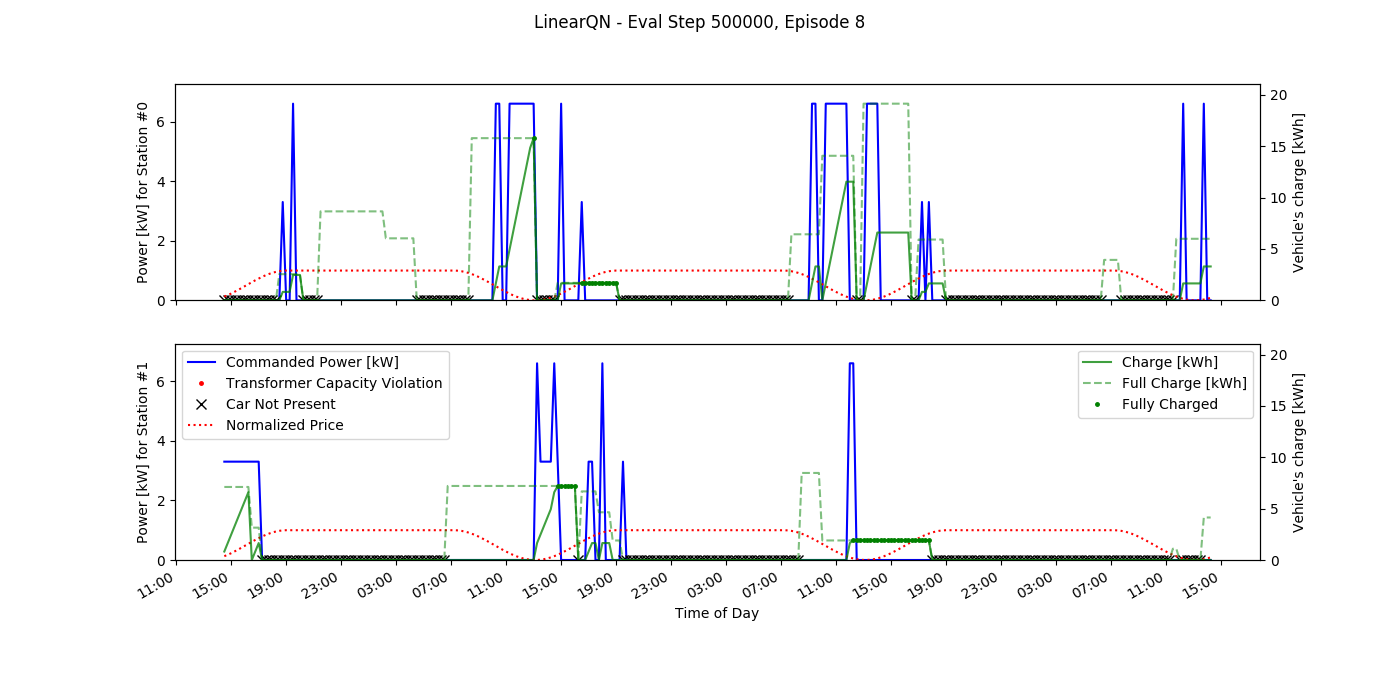 LinearQN - Eval Step 500000, Episode 8
Power [kW] for Station #0
6
4
2
0
20
15
10
5
0
Vehicle's charge [kWh]
Power [kW] for Station #1
6
4
2
0
Commanded Power [kW]
Transformer Capacity Violation
Car Not Present
Normalized Price
Charge [kWh]
Full Charge [kWh]
Fully Charged
20
15
10
5
0
Vehicle's charge [kWh]
11:00 15:00 19:00 23:00 03:00 07:00 11:00 15:00 19:00 23:00 03:00 07:00 11:00 15:00 19:00 23:00 03:00 07:00 11:00 15:00
Time of Day